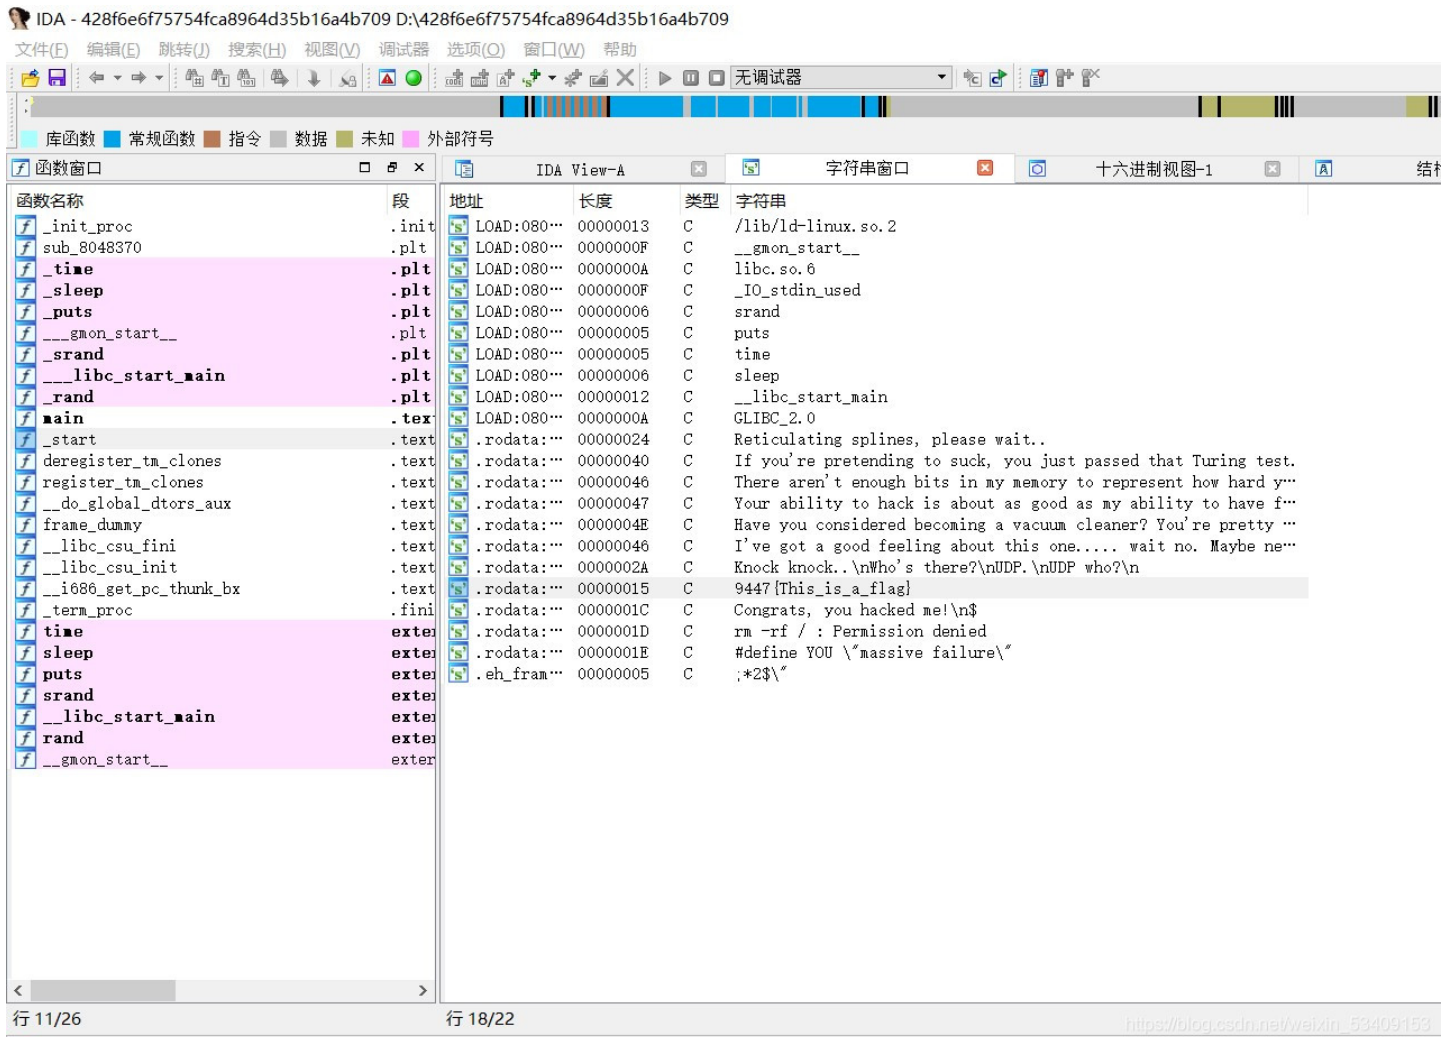 IDA - 428f6e6f75754fca8964d35b16a4b709 D:\428f6e6f75754fca8964d35b16a4b709
文件(F) 编辑(E) 跳转(J) 搜索(H) 视图(V) 调试器 选项(O) 窗口(W) 帮助
无调试器
库函数 常规函数 指令 数据 未知 外部符号
函数窗口
IDA View-A 字符串窗口 十六进制视图-1
函数名称 段
_init_proc .init
sub_8048370 .plt
_time .plt
_sleep .plt
_puts .plt
___gmon_start__ .plt
_srand .plt
___libc_start_main .plt
_rand .plt
main .tex
_start .text
deregister_tm_clones .text
register_tm_clones .text
__do_global_dtors_aux .text
frame_dummy .text
__libc_csu_fini .text
__libc_csu_init .text
__i686_get_pc_thunk_bx .text
_term_proc .fini
time exter
sleep exter
puts exter
srand exter
__libc_start_main exter
rand exter
__gmon_start__ exter
行 11/26
地址 长度 类型 字符串
LOAD:080… 00000013 C /lib/ld-linux.so.2
LOAD:080… 0000000F C __gmon_start__
LOAD:080… 0000000A C libc.so.6
LOAD:080… 0000000F C _IO_stdin_used
LOAD:080… 00000006 C srand
LOAD:080… 00000005 C puts
LOAD:080… 00000005 C time
LOAD:080… 00000006 C sleep
LOAD:080… 00000012 C __libc_start_main
LOAD:080… 0000000A C GLIBC_2.0
.rodata:… 00000024 C Reticulating splines, please wait..
.rodata:… 00000040 C If you're pretending to suck, you just passed that Turing test.
.rodata:… 00000046 C There aren't enough bits in my memory to represent how hard y…
.rodata:… 00000047 C Your ability to hack is about as good as my ability to have f…
.rodata:… 0000004E C Have you considered becoming a vacuum cleaner? You're pretty …
.rodata:… 00000046 C I've got a good feeling about this one..... wait no. Maybe ne…
.rodata:… 0000002A C Knock knock..\nWho's there?\nUDP.\nUDP who?\n
.rodata:… 00000015 C 9447{This_is_a_flag}
.rodata:… 0000001C C Congrats, you hacked me!\n$
.rodata:… 0000001D C rm -rf / : Permission denied
.rodata:… 0000001E C #define YOU \"massive failure\"
.eh_fram… 00000005 C ;*2$\"
行 18/22
https://blog.csdn.net/weixin_53409153